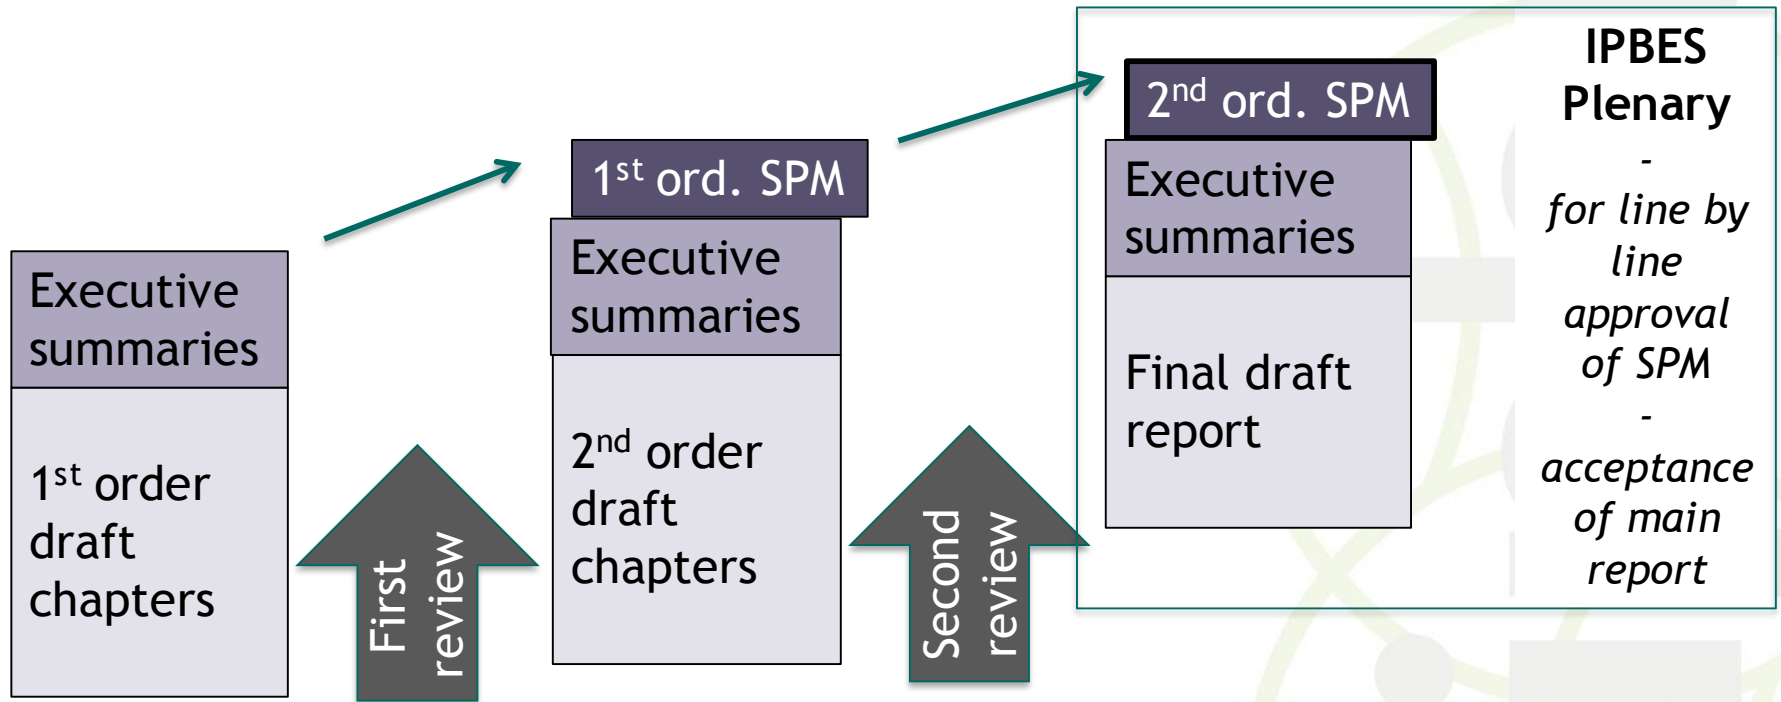 Executive
summaries
1st order
draft
chapters
First
review
1st ord. SPM
Executive
summaries
2nd order
draft
chapters
Second
review
2nd ord. SPM
Executive
summaries
Final draft
report
IPBES
Plenary
-
for line by
line
approval
of SPM
-
acceptance
of main
report